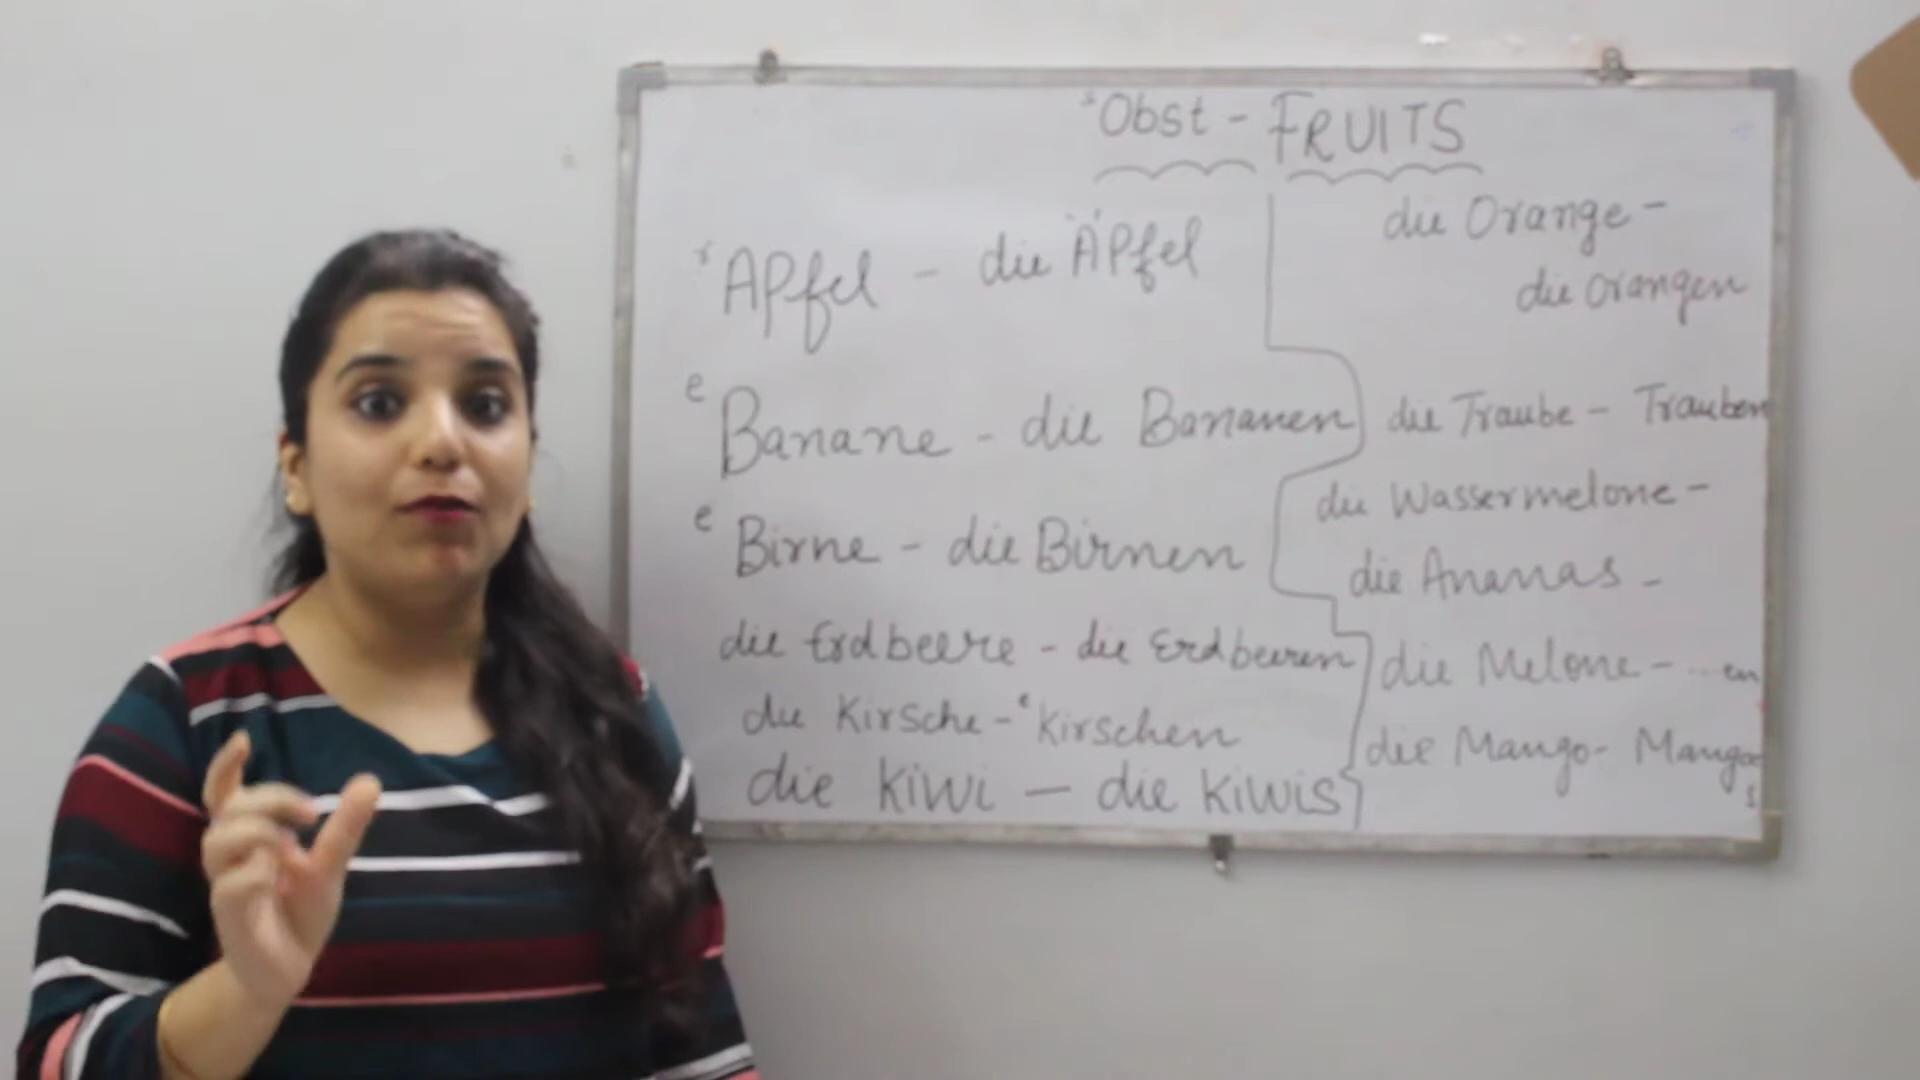 s Obst - FRUITS
r Apfel - die Äpfel
e Banane - die Bananen
e Birne - die Birnen
die Erdbeere - die Erdbeeren
die Kirsche - e Kirschen
die Kiwi - die Kiwis
die Orange -
die Orangen
die Traube - Trauben
die Wassermelone -
die Ananas -
die Melone - ...en
die Mango - Mangos